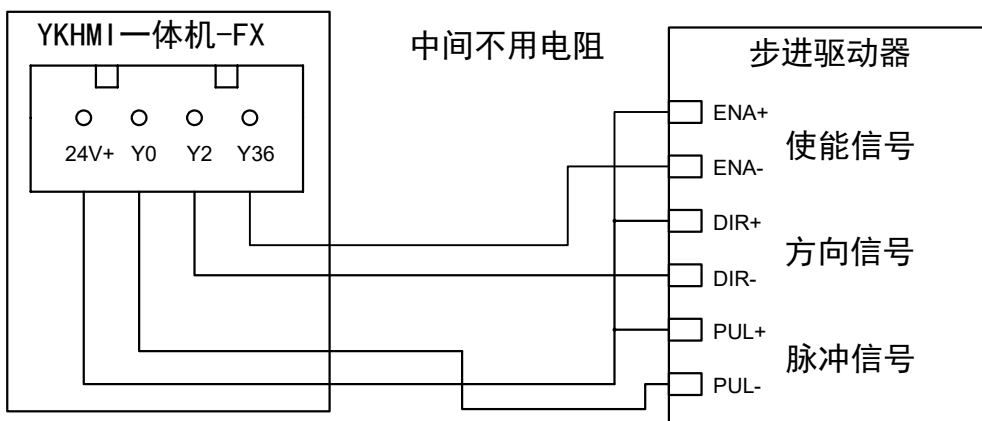 YKHMI一体机-FX
24V+ Y0 Y2 Y36
中间不用电阻
步进驱动器
ENA+
使能信号
ENA-
DIR+
方向信号
DIR-
PUL+
脉冲信号
PUL-